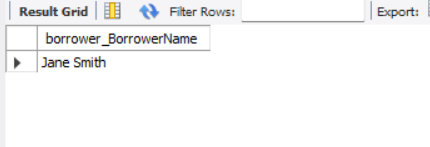 Result Grid Filter Rows: Export:
borrower_BorrowerName
Jane Smith